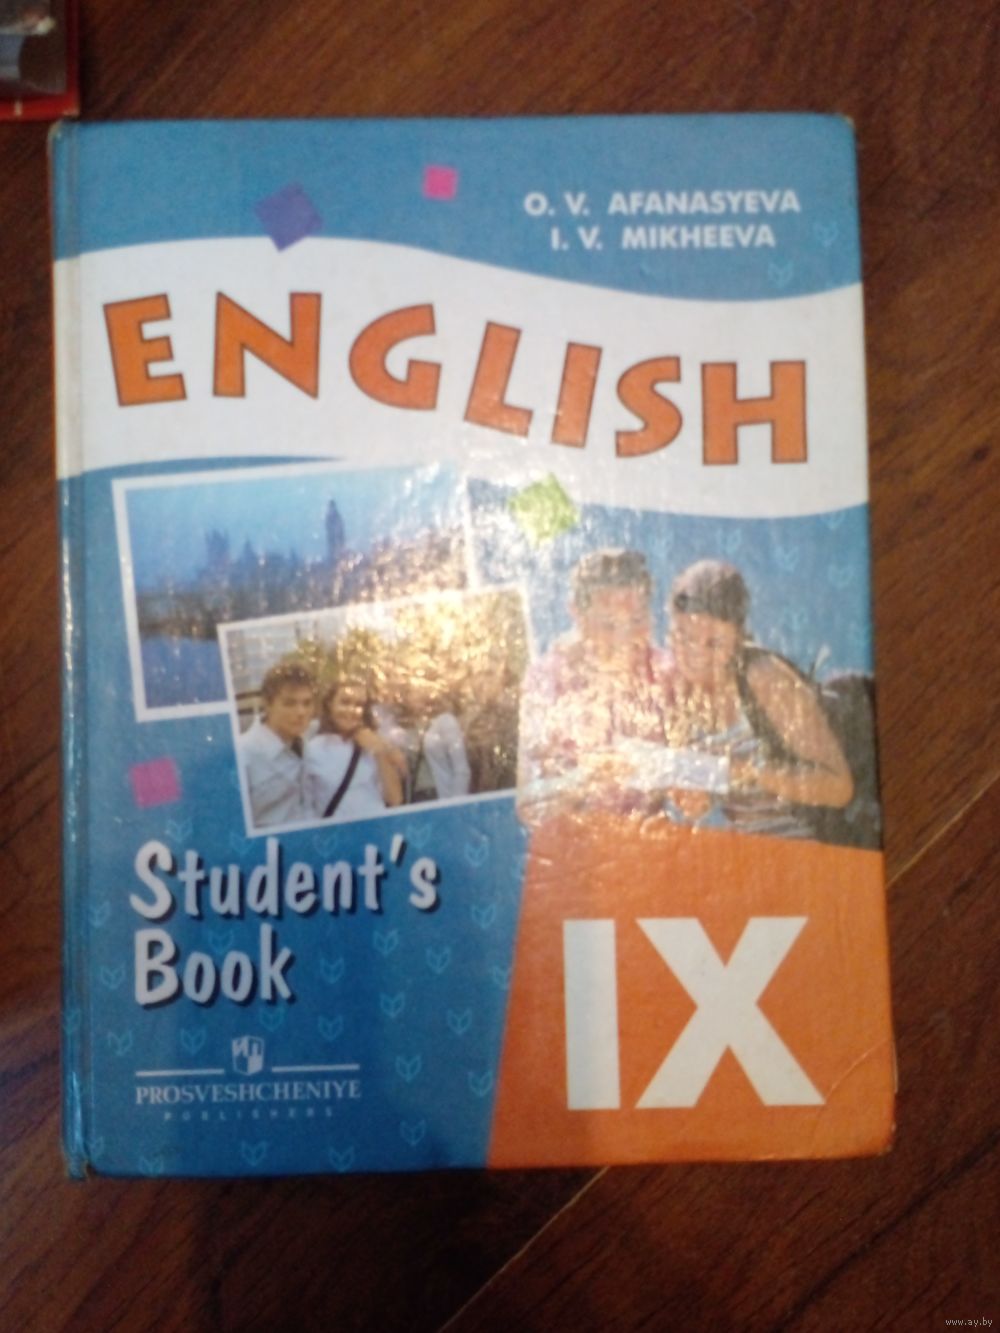 O. V. AFANASYEVA
I. V. MIKHEEVA
ENGLISH
Student's
Book
IX
PROSVESHCHENIYE
PUBLISHERS
www.ay.by